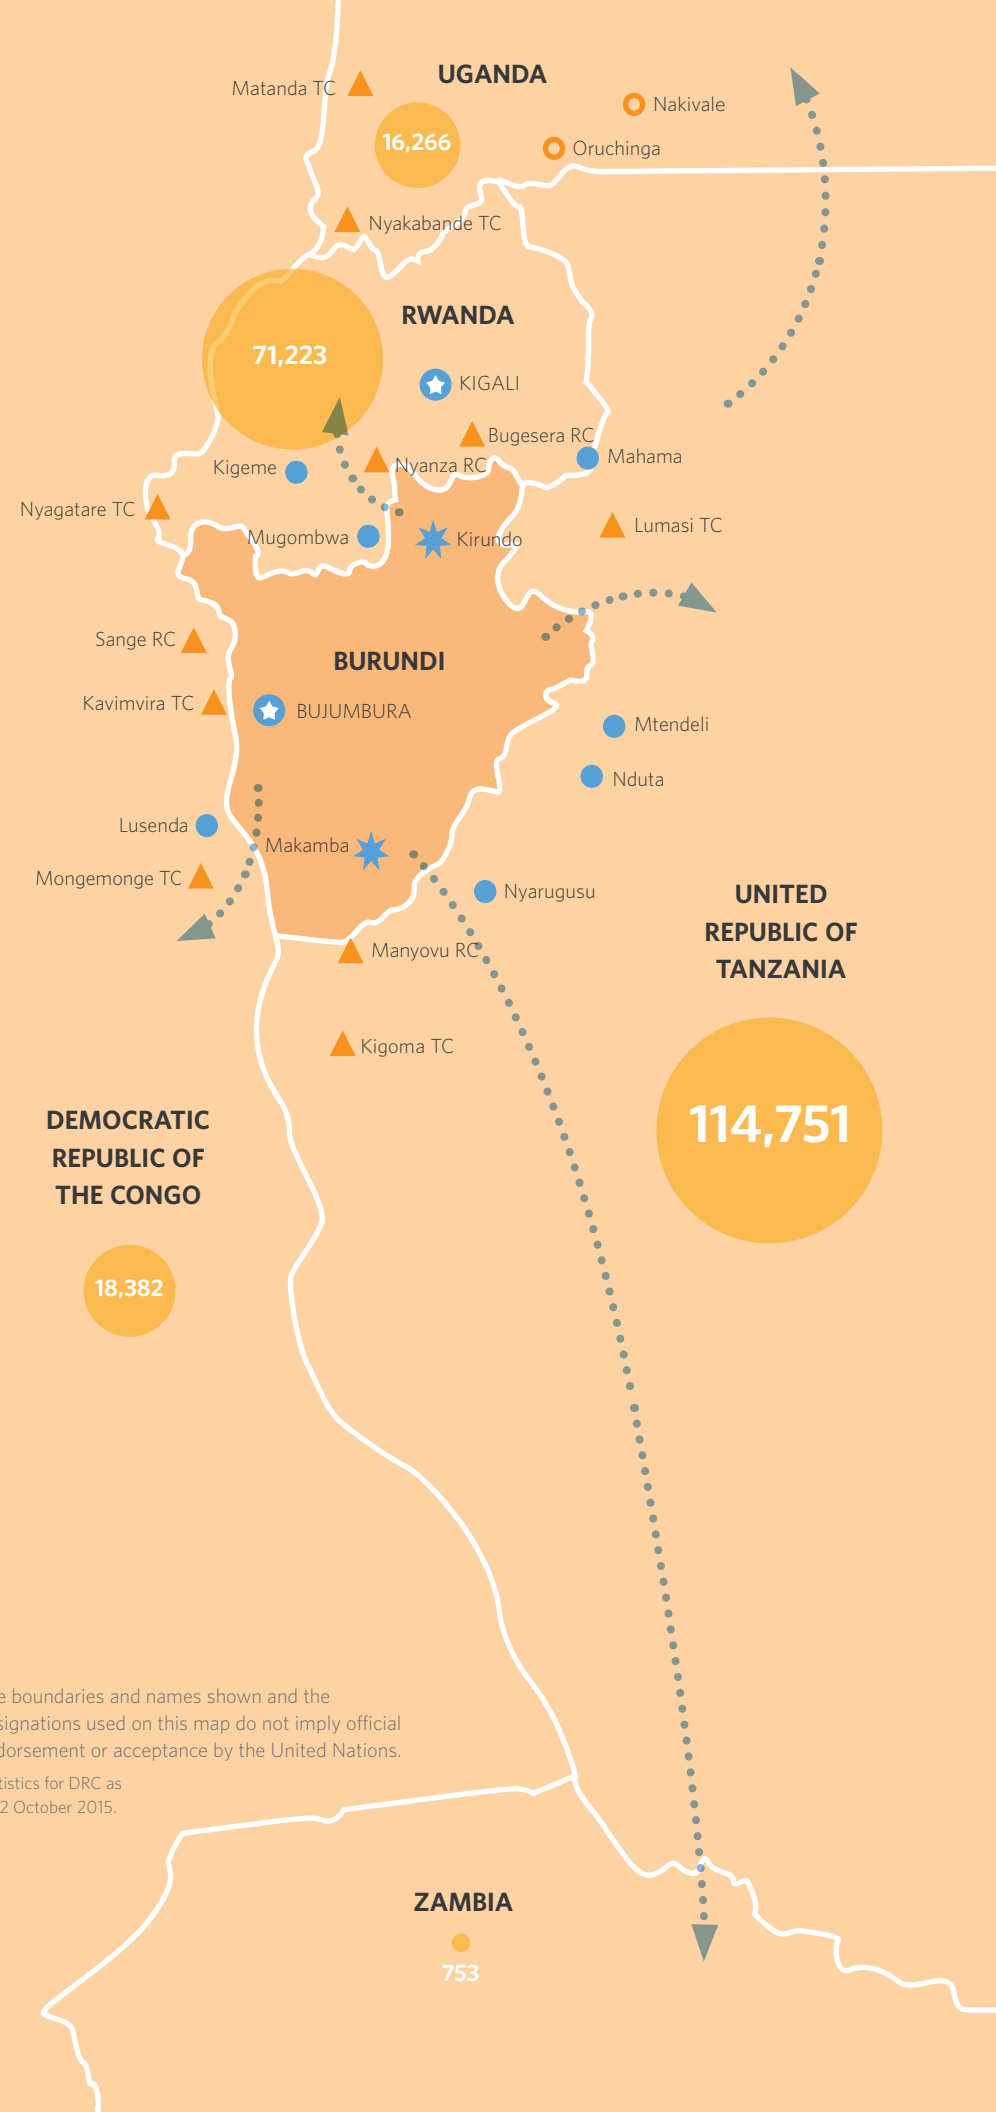 UGANDA
Matanda TC
Nakivale
16,266
Oruchinga
Nyakabande TC
RWANDA
71,223
KIGALI
Bugesera RC
Mahama
Nyanza RC
Kigeme
Nyagatare TC
Lumasi TC
Mugombwa
Kirundo
Sange RC
BURUNDI
Kavimvira TC
BUJUMBURA
Mtendeli
Nduta
Lusenda
Makamba
Mongemonge TC
Nyarugusu
UNITED
REPUBLIC OF
TANZANIA
Manyovu RC
Kigoma TC
114,751
DEMOCRATIC
REPUBLIC OF
THE CONGO
18,382
e boundaries and names shown and the
signations used on this map do not imply official
dorsement or acceptance by the United Nations.
tistics for DRC as
2 October 2015.
ZAMBIA
753